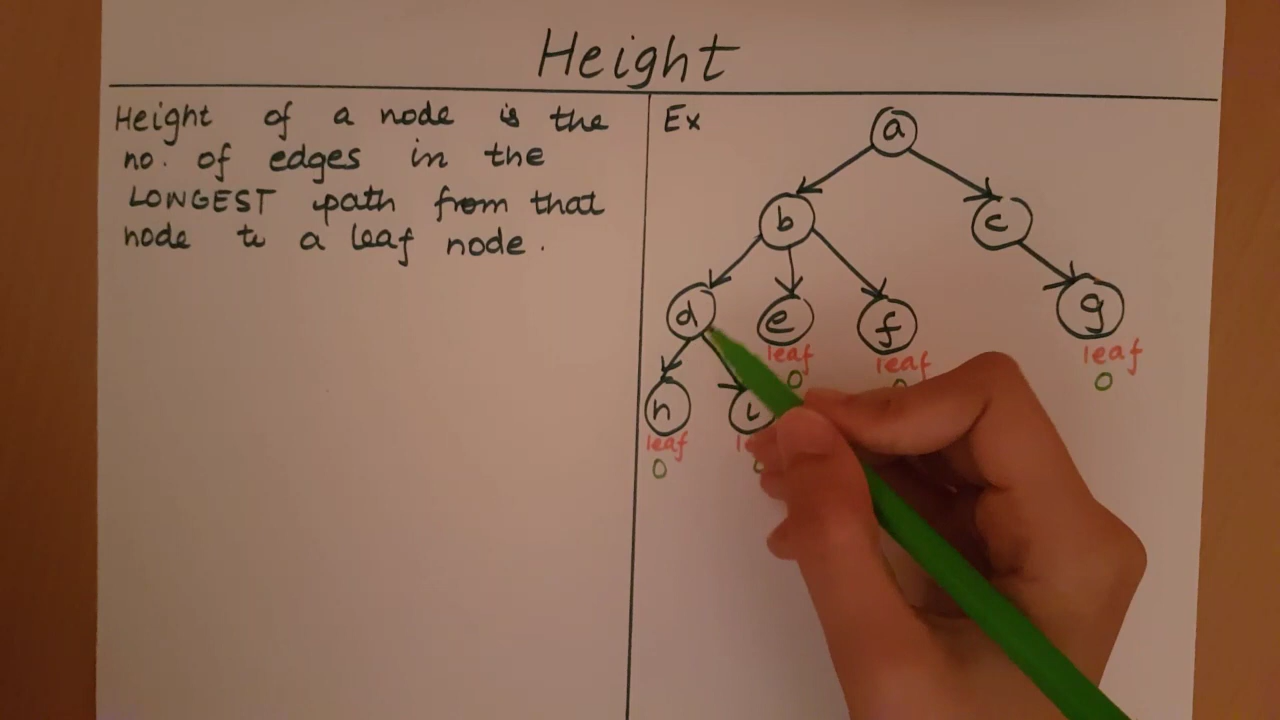 Height
Height of a node is the
no. of edges in the
LONGEST path from that
node to a leaf node.
Ex
a
b
c
d
e
f
g
leaf
leaf
leaf
0
0
h
i
leaf
0